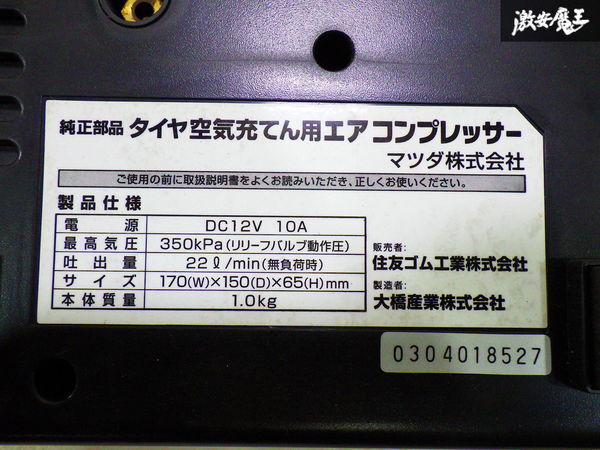 激安魔王
純正部品 タイヤ空気充てん用エアコンプレッサー
マツダ株式会社
ご使用の前に取扱説明書をよくお読みいただき、正しくお使いください。
製品仕様
電源 DC12V 10A
最高気圧 350kPa(リリーフバルブ動作圧)
吐出量 22ℓ/min(無負荷時)
サイズ 170(W)×150(D)×65(H)mm
本体質量 1.0kg
販売者:
住友ゴム工業株式会社
製造者:
大橋産業株式会社
0304018527